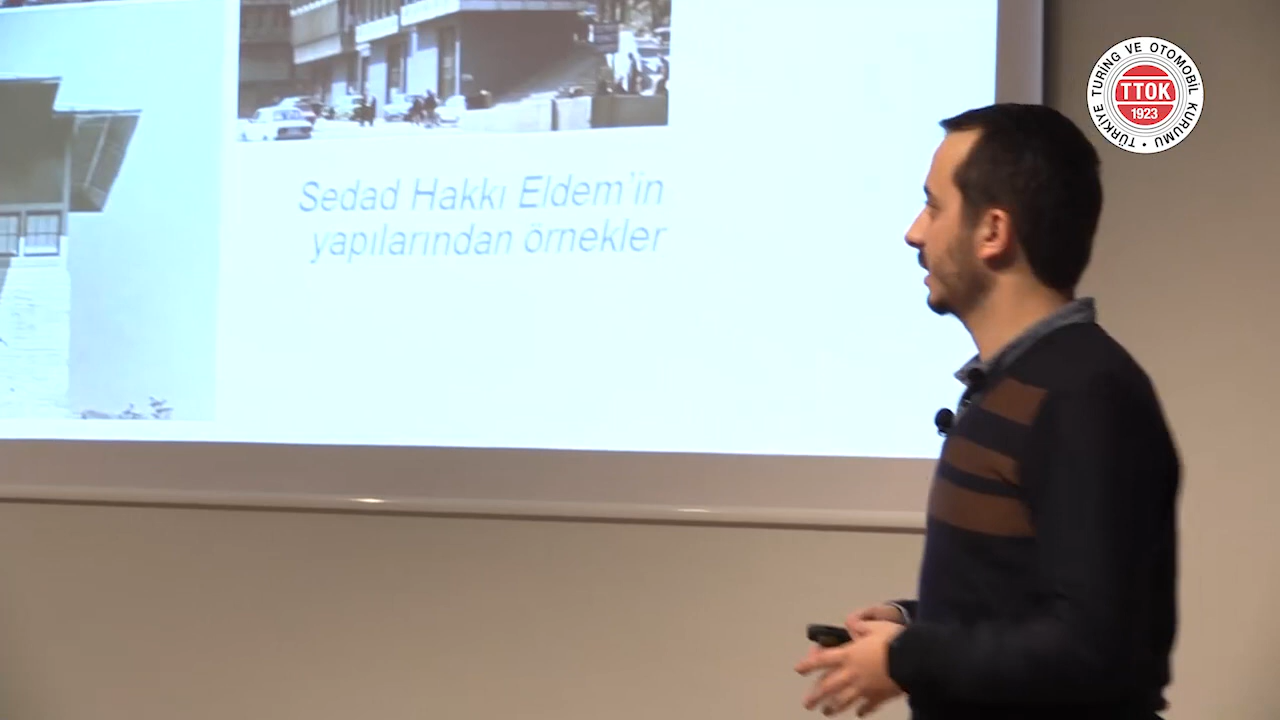 TÜRKİYE TURİNG VE OTOMOBİL KURUMU
TTOK
1923
Sedad Hakkı Eldem'in
yapılarından örnekler